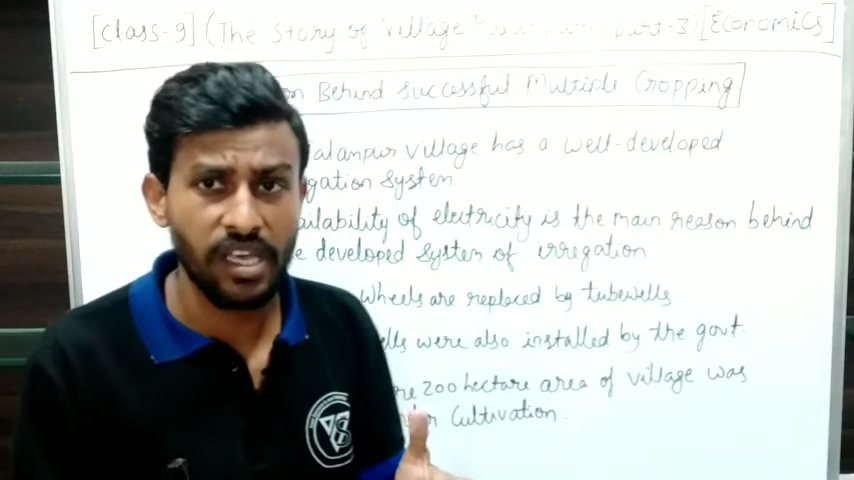 [Class-9] (The Story of Village part-3) [Economics]
on Behind successful Multiple Cropping
alanpur village has a well-developed
gation system
ailability of electricity is the main reason behind
e developed system of irregation
wheels are replaced by tubewells
ells were also installed by the govt.
re 200 hectare area of village was
Cultivation.